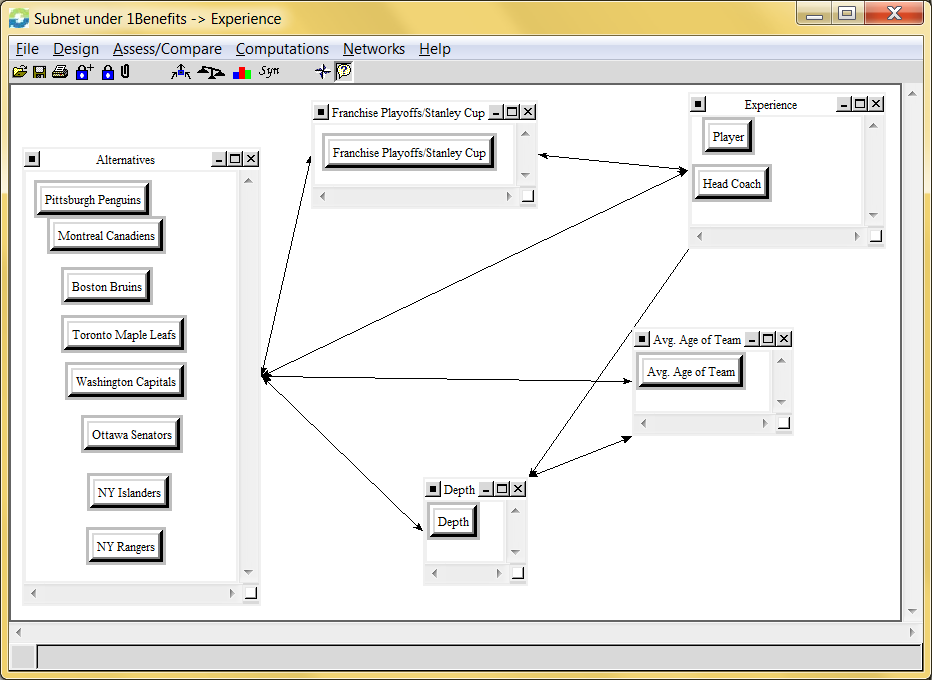 Subnet under 1Benefits -> Experience
File Design Assess/Compare Computations Networks Help
Syn
Alternatives
Pittsburgh Penguins
Montreal Canadiens
Boston Bruins
Toronto Maple Leafs
Washington Capitals
Ottawa Senators
NY Islanders
NY Rangers
Franchise Playoffs/Stanley Cup
Franchise Playoffs/Stanley Cup
Experience
Player
Head Coach
Avg. Age of Team
Avg. Age of Team
Depth
Depth